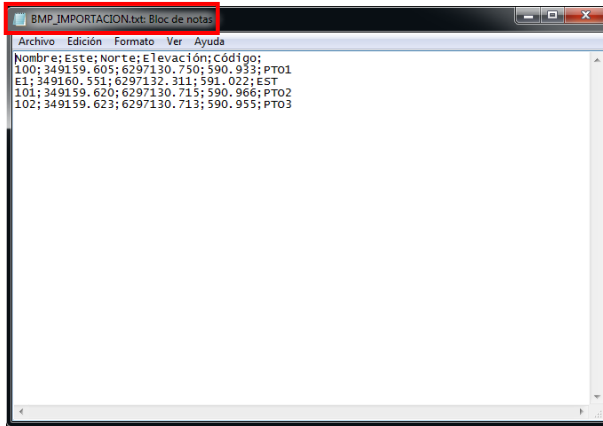 BMP_IMPORTACION.txt: Bloc de notas
Archivo Edición Formato Ver Ayuda
Nombre;Este;Norte;Elevación;Código;
100;349159.605;6297130.750;590.933;PTO1
E1;349160.551;6297132.311;591.022;EST
101;349159.620;6297130.715;590.966;PTO2
102;349159.623;6297130.713;590.955;PTO3